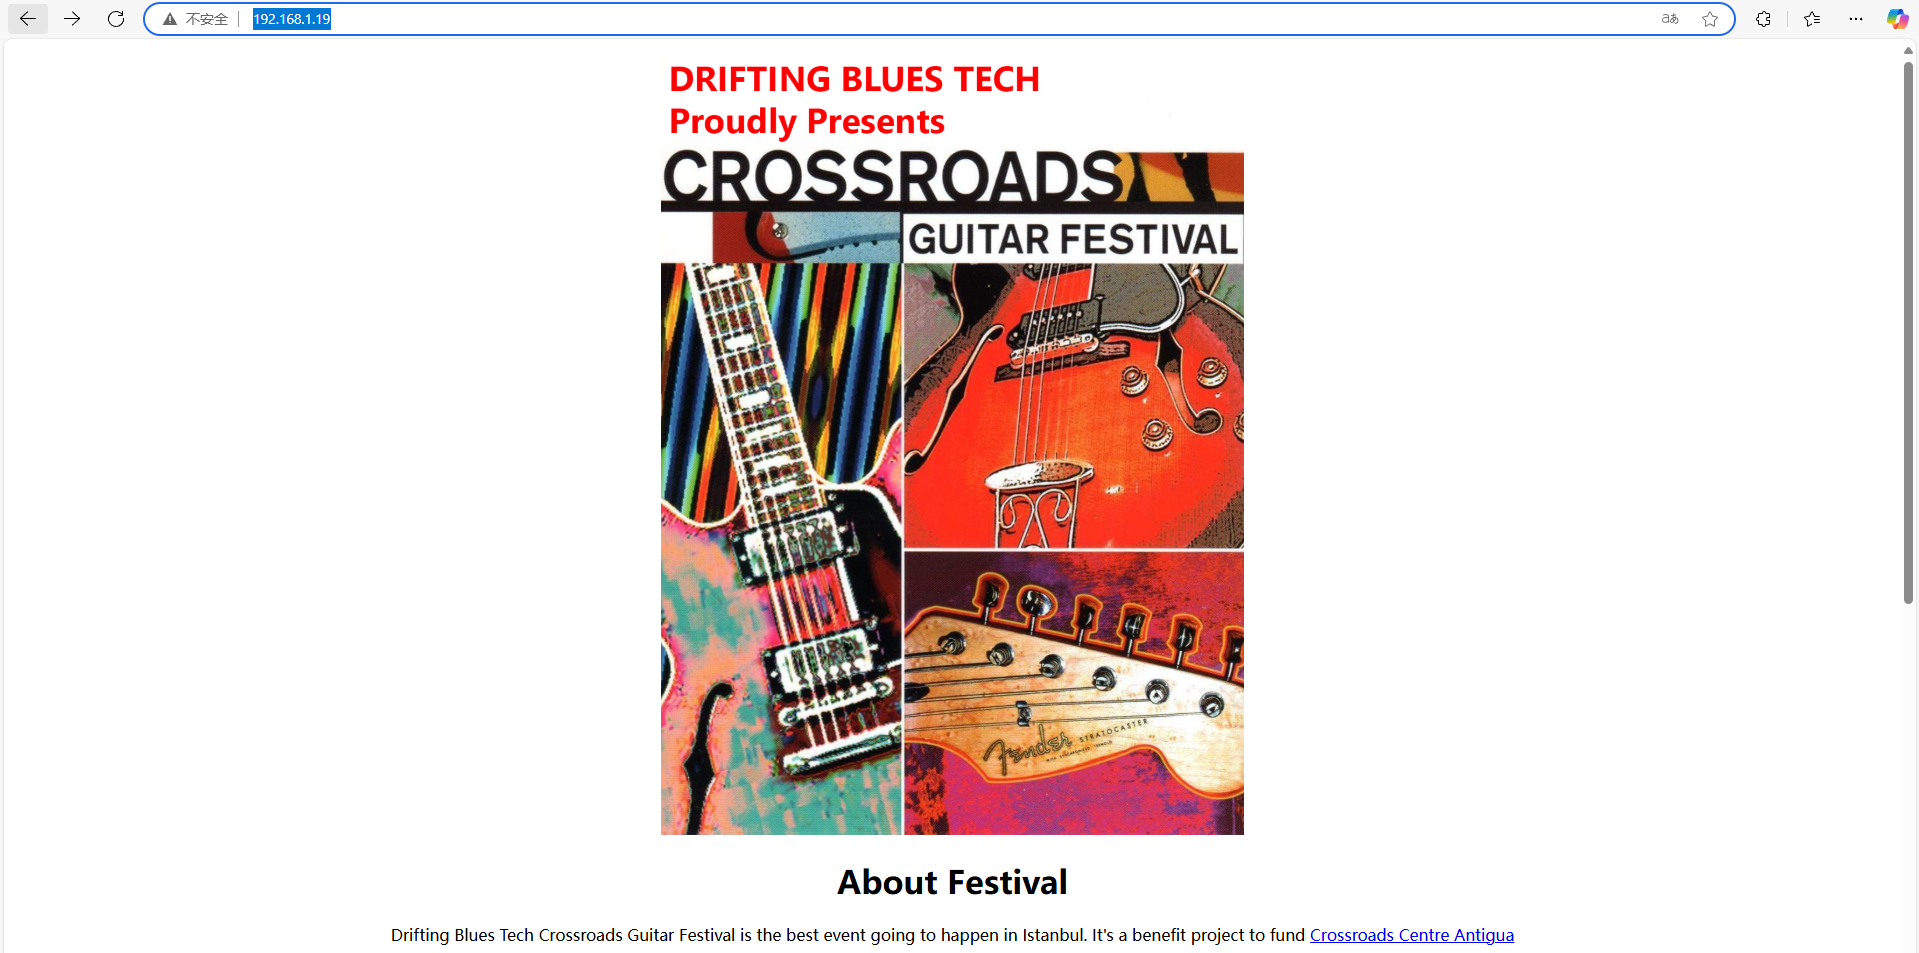 不安全
192.168.1.19
aあ
DRIFTING BLUES TECH
Proudly Presents
CROSSROADS
GUITAR FESTIVAL
Fender STRATOCASTER
About Festival
Drifting Blues Tech Crossroads Guitar Festival is the best event going to happen in Istanbul. It's a benefit project to fund Crossroads Centre Antigua